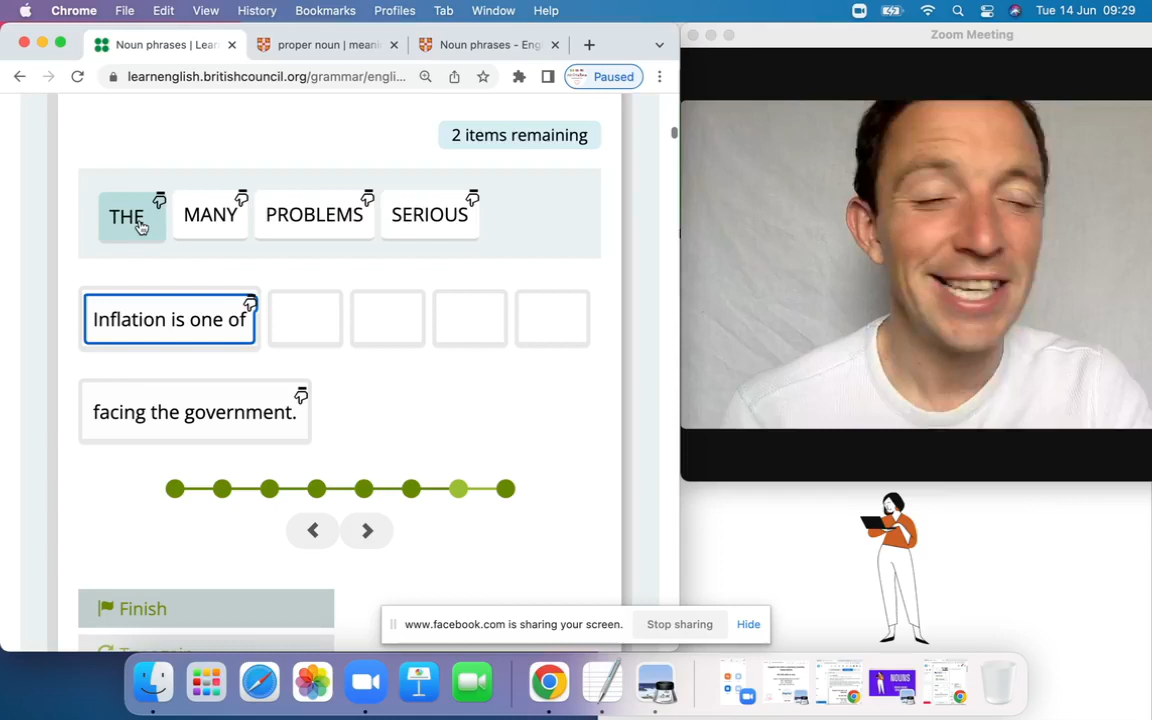 Chrome File Edit View History Bookmarks Profiles Tab Window Help Tue 14 Jun 09:29
Noun phrases | Lear
proper noun | meani
Noun phrases - Eng
Zoom Meeting
learnenglish.britishcouncil.org/grammar/engli...
Paused
2 items remaining
THE MANY PROBLEMS SERIOUS
Inflation is one of
facing the government.
Finish
www.facebook.com is sharing your screen. Stop sharing Hide
NOUNS